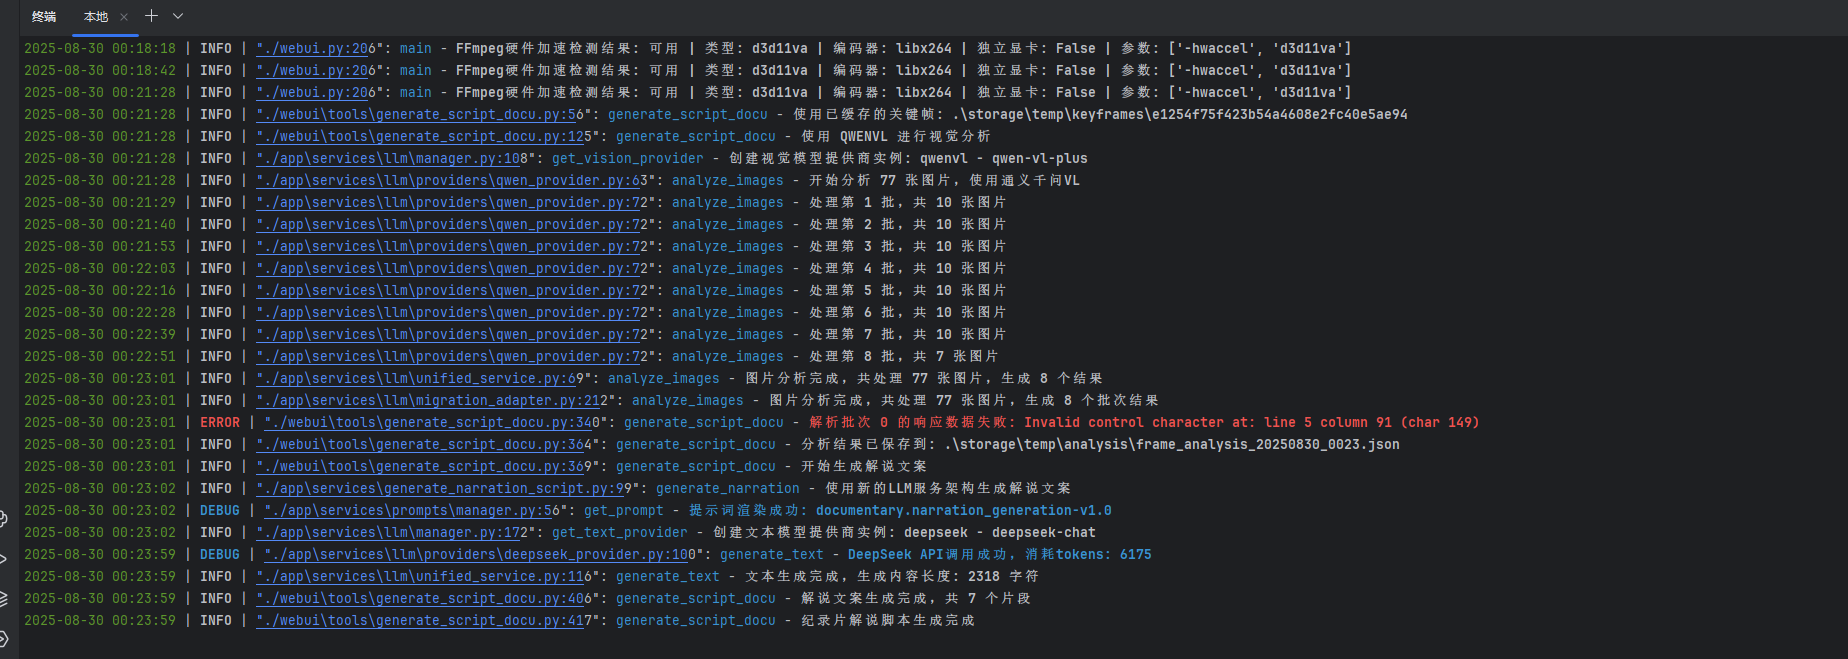 终端 本地
2025-08-30 00:18:18 | INFO | "./webui.py:206": main - FFmpeg硬件加速检测结果: 可用 | 类型: d3d11va | 编码器: libx264 | 独立显卡: False | 参数: ['-hwaccel', 'd3d11va']
2025-08-30 00:18:42 | INFO | "./webui.py:206": main - FFmpeg硬件加速检测结果: 可用 | 类型: d3d11va | 编码器: libx264 | 独立显卡: False | 参数: ['-hwaccel', 'd3d11va']
2025-08-30 00:21:28 | INFO | "./webui.py:206": main - FFmpeg硬件加速检测结果: 可用 | 类型: d3d11va | 编码器: libx264 | 独立显卡: False | 参数: ['-hwaccel', 'd3d11va']
2025-08-30 00:21:28 | INFO | "./webui\tools\generate_script_docu.py:56": generate_script_docu - 使用已缓存的关键帧: .\storage\temp\keyframes\e1254f75f423b54a4608e2fc40e5ae94
2025-08-30 00:21:28 | INFO | "./webui\tools\generate_script_docu.py:125": generate_script_docu - 使用 QWENVL 进行视觉分析
2025-08-30 00:21:28 | INFO | "./app\services\llm\manager.py:108": get_vision_provider - 创建视觉模型提供商实例: qwenvl - qwen-vl-plus
2025-08-30 00:21:28 | INFO | "./app\services\llm\providers\qwen_provider.py:63": analyze_images - 开始分析 77 张图片，使用通义千问VL
2025-08-30 00:21:29 | INFO | "./app\services\llm\providers\qwen_provider.py:72": analyze_images - 处理第 1 批，共 10 张图片
2025-08-30 00:21:40 | INFO | "./app\services\llm\providers\qwen_provider.py:72": analyze_images - 处理第 2 批，共 10 张图片
2025-08-30 00:21:53 | INFO | "./app\services\llm\providers\qwen_provider.py:72": analyze_images - 处理第 3 批，共 10 张图片
2025-08-30 00:22:03 | INFO | "./app\services\llm\providers\qwen_provider.py:72": analyze_images - 处理第 4 批，共 10 张图片
2025-08-30 00:22:16 | INFO | "./app\services\llm\providers\qwen_provider.py:72": analyze_images - 处理第 5 批，共 10 张图片
2025-08-30 00:22:28 | INFO | "./app\services\llm\providers\qwen_provider.py:72": analyze_images - 处理第 6 批，共 10 张图片
2025-08-30 00:22:39 | INFO | "./app\services\llm\providers\qwen_provider.py:72": analyze_images - 处理第 7 批，共 10 张图片
2025-08-30 00:22:51 | INFO | "./app\services\llm\providers\qwen_provider.py:72": analyze_images - 处理第 8 批，共 7 张图片
2025-08-30 00:23:01 | INFO | "./app\services\llm\unified_service.py:69": analyze_images - 图片分析完成，共处理 77 张图片，生成 8 个结果
2025-08-30 00:23:01 | INFO | "./app\services\llm\migration_adapter.py:212": analyze_images - 图片分析完成，共处理 77 张图片，生成 8 个批次结果
2025-08-30 00:23:01 | ERROR | "./webui\tools\generate_script_docu.py:340": generate_script_docu - 解析批次 0 的响应数据失败: Invalid control character at: line 5 column 91 (char 149)
2025-08-30 00:23:01 | INFO | "./webui\tools\generate_script_docu.py:364": generate_script_docu - 分析结果已保存到: .\storage\temp\analysis\frame_analysis_20250830_0023.json
2025-08-30 00:23:01 | INFO | "./webui\tools\generate_script_docu.py:369": generate_script_docu - 开始生成解说文案
2025-08-30 00:23:02 | INFO | "./app\services\generate_narration_script.py:99": generate_narration - 使用新的LLM服务架构生成解说文案
2025-08-30 00:23:02 | DEBUG | "./app\services\prompts\manager.py:56": get_prompt - 提示词渲染成功: documentary.narration_generation-v1.0
2025-08-30 00:23:02 | INFO | "./app\services\llm\manager.py:172": get_text_provider - 创建文本模型提供商实例: deepseek - deepseek-chat
2025-08-30 00:23:59 | DEBUG | "./app\services\llm\providers\deepseek_provider.py:100": generate_text - DeepSeek API调用成功，消耗tokens: 6175
2025-08-30 00:23:59 | INFO | "./app\services\llm\unified_service.py:116": generate_text - 文本生成完成，生成内容长度: 2318 字符
2025-08-30 00:23:59 | INFO | "./webui\tools\generate_script_docu.py:406": generate_script_docu - 解说文案生成完成，共 7 个片段
2025-08-30 00:23:59 | INFO | "./webui\tools\generate_script_docu.py:417": generate_script_docu - 纪录片解说脚本生成完成